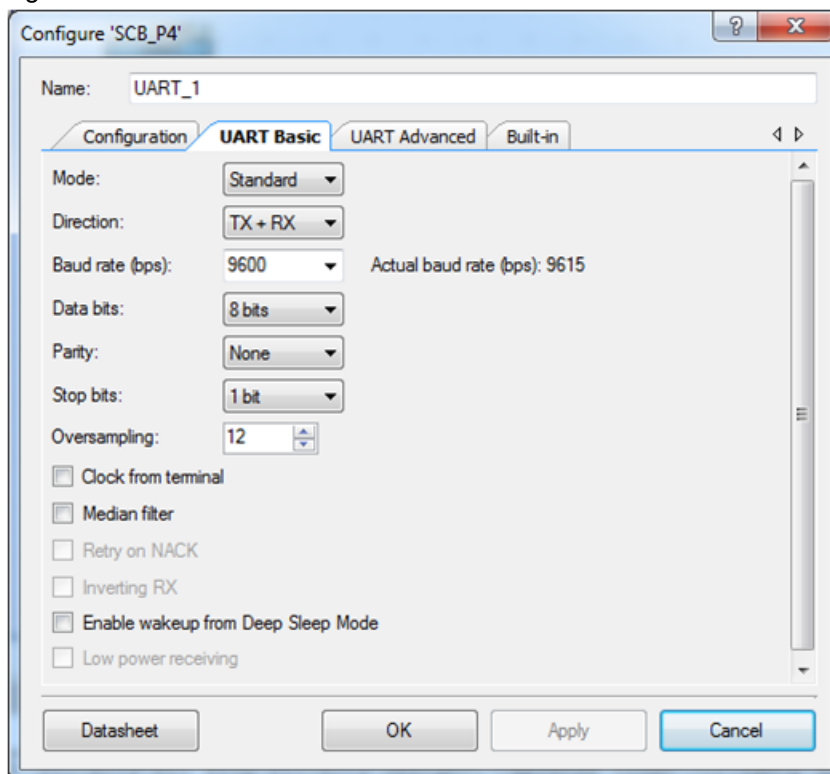 Configure 'SCB_P4'
Name: UART_1
Configuration UART Basic UART Advanced Built-in
Mode: Standard
Direction: TX + RX
Baud rate (bps): 9600 Actual baud rate (bps): 9615
Data bits: 8 bits
Parity: None
Stop bits: 1 bit
Oversampling: 12
Clock from terminal
Median filter
Retry on NACK
Inverting RX
Enable wakeup from Deep Sleep Mode
Low power receiving
Datasheet OK Apply Cancel